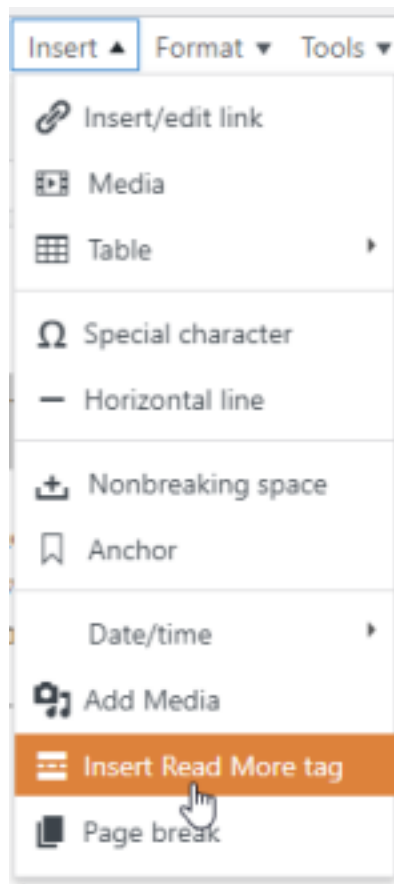 Insert ▲ Format ▼ Tools ▼
Insert/edit link
Media
Table
Ω Special character
Horizontal line
Nonbreaking space
Anchor
Date/time
Add Media
Insert Read More tag
Page break